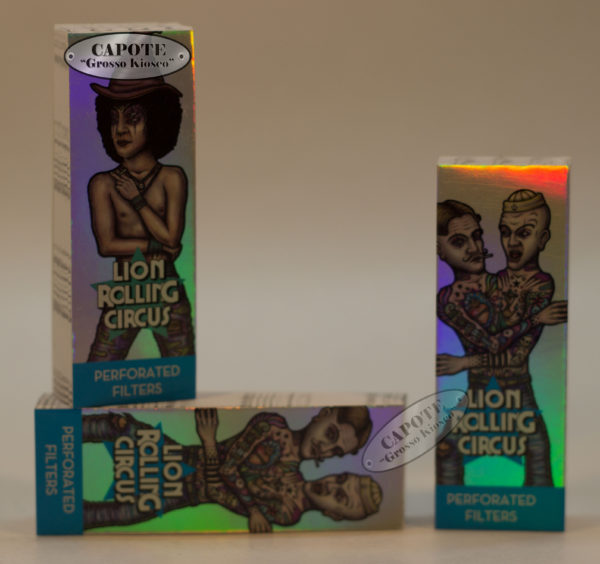 CAPOTE
"Grosso Kiosco"
LION
ROLLING
CIRCUS
PERFORATED
FILTERS
LION
ROLLING
CIRCUS
PERFORATED
FILTERS
CAPOTE
"Grosso Kiosco"
LION
ROLLING
CIRCUS
PERFORATED
FILTERS